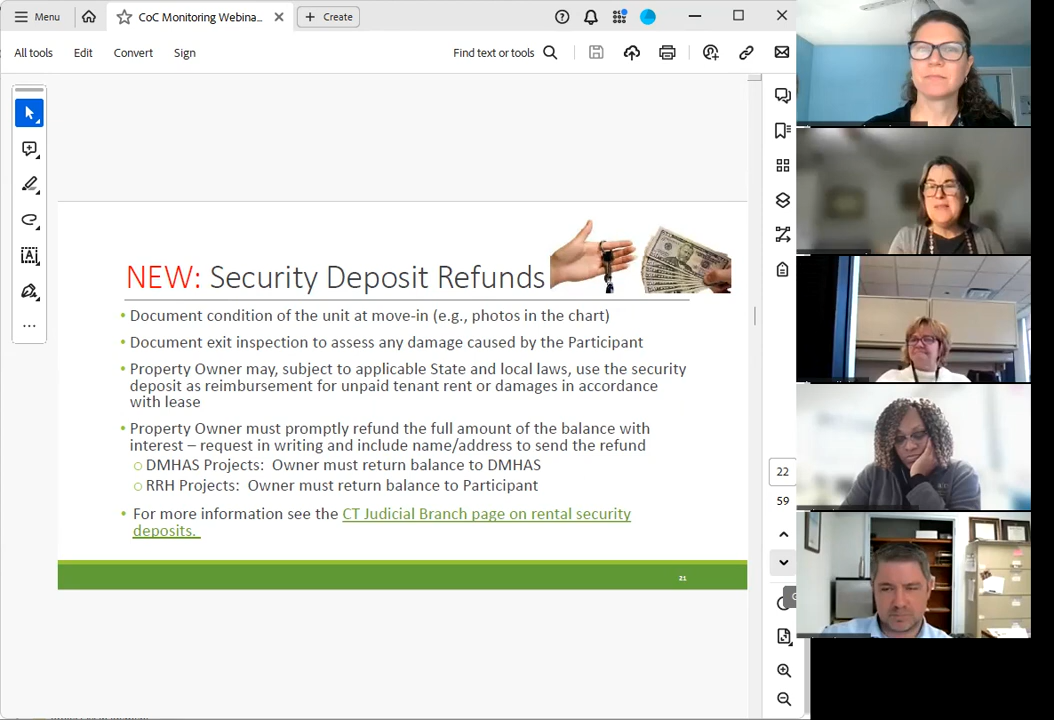 Menu
CoC Monitoring Webina...
Create
All tools
Edit
Convert
Sign
Find text or tools
NEW: Security Deposit Refunds
• Document condition of the unit at move-in (e.g., photos in the chart)
• Document exit inspection to assess any damage caused by the Participant
• Property Owner may, subject to applicable State and local laws, use the security
deposit as reimbursement for unpaid tenant rent or damages in accordance
with lease
• Property Owner must promptly refund the full amount of the balance with
interest – request in writing and include name/address to send the refund
○ DMHAS Projects: Owner must return balance to DMHAS
○ RRH Projects: Owner must return balance to Participant
• For more information see the CT Judicial Branch page on rental security
deposits.
21
22
59